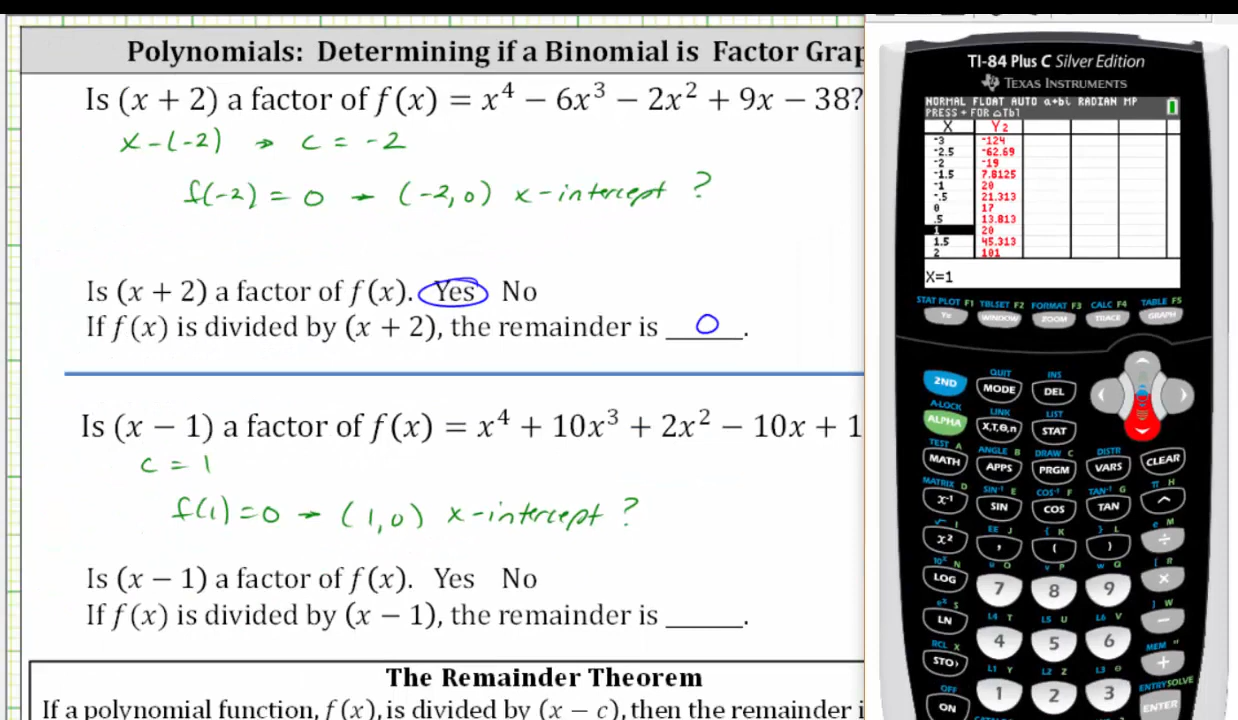 Polynomials: Determining if a Binomial is Factor Grap
Is (x + 2) a factor of f(x) = x⁴ − 6x³ − 2x² + 9x − 38?
x-(-2) → c = -2
f(-2) = 0 → (-2,0) x-intercept ?
Is (x + 2) a factor of f(x). Yes No
If f(x) is divided by (x + 2), the remainder is 0.
Is (x − 1) a factor of f(x) = x⁴ + 10x³ + 2x² − 10x + 1
c = 1
f(1)=0 → (1,0) x-intercept ?
Is (x − 1) a factor of f(x). Yes No
If f(x) is divided by (x − 1), the remainder is ______.
The Remainder Theorem
If a polynomial function, f(x), is divided by (x − c), then the remainder i
TI-84 Plus C Silver Edition
TEXAS INSTRUMENTS
NORMAL FLOAT AUTO a+bi RADIAN MP
PRESS + FOR △Tbl
X Y2
-3 -124
-2.5 -62.69
-2 -19
-1.5 7.8125
-1 20
-.5 21.313
0 17
.5 13.813
1 20
1.5 45.313
2 101
X=1
STAT PLOT F1 TBLSET F2 FORMAT F3 CALC F4 TABLE F5
Y= WINDOW ZOOM TRACE GRAPH
QUIT INS
2ND MODE DEL
A-LOCK LINK LIST
ALPHA X,T,θ,n STAT
TEST A ANGLE B DRAW C DISTR
MATH APPS PRGM VARS CLEAR
MATRIX D SIN⁻¹ E COS⁻¹ F TAN⁻¹ G π H
x⁻¹ SIN COS TAN ^
√ I EE J { K } L e M
x² , ( ) ÷
10ˣ N u O v P w Q [ R
LOG 7 8 9 ×
eˣ S L4 T L5 U L6 V ] W
LN 4 5 6 −
RCL X L1 Y L2 Z L3 θ MEM "
STO› 1 2 3 +
OFF ENTRY SOLVE
ON ENTER